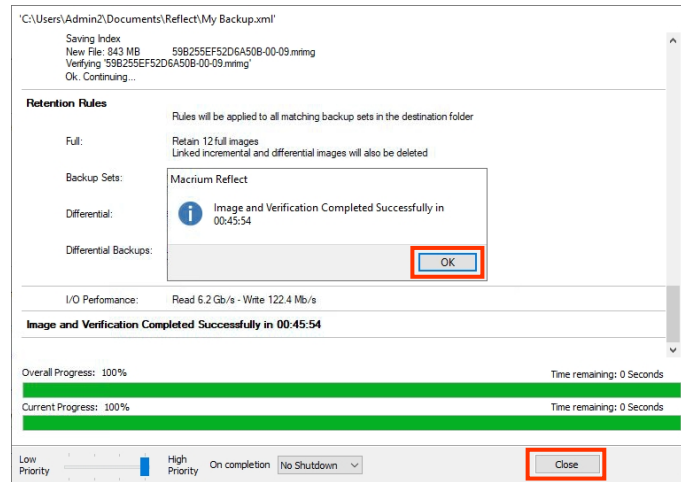 'C:\Users\Admin2\Documents\Reflect\My Backup.xml'
Saving Index
New File: 843 MB 59B255EF52D6A50B-00-09.mrimg
Verifying '59B255EF52D6A50B-00-09.mrimg'
Ok. Continuing...
Retention Rules
Rules will be applied to all matching backup sets in the destination folder
Full: Retain 12 full images
Linked incremental and differential images will also be deleted
Backup Sets:
Macrium Reflect
Differential:
Image and Verification Completed Successfully in
00:45:54
Differential Backups:
OK
I/O Performance: Read 6.2 Gb/s - Write 122.4 Mb/s
Image and Verification Completed Successfully in 00:45:54
Overall Progress: 100% Time remaining: 0 Seconds
Current Progress: 100% Time remaining: 0 Seconds
Low
Priority
High
Priority
On completion No Shutdown
Close